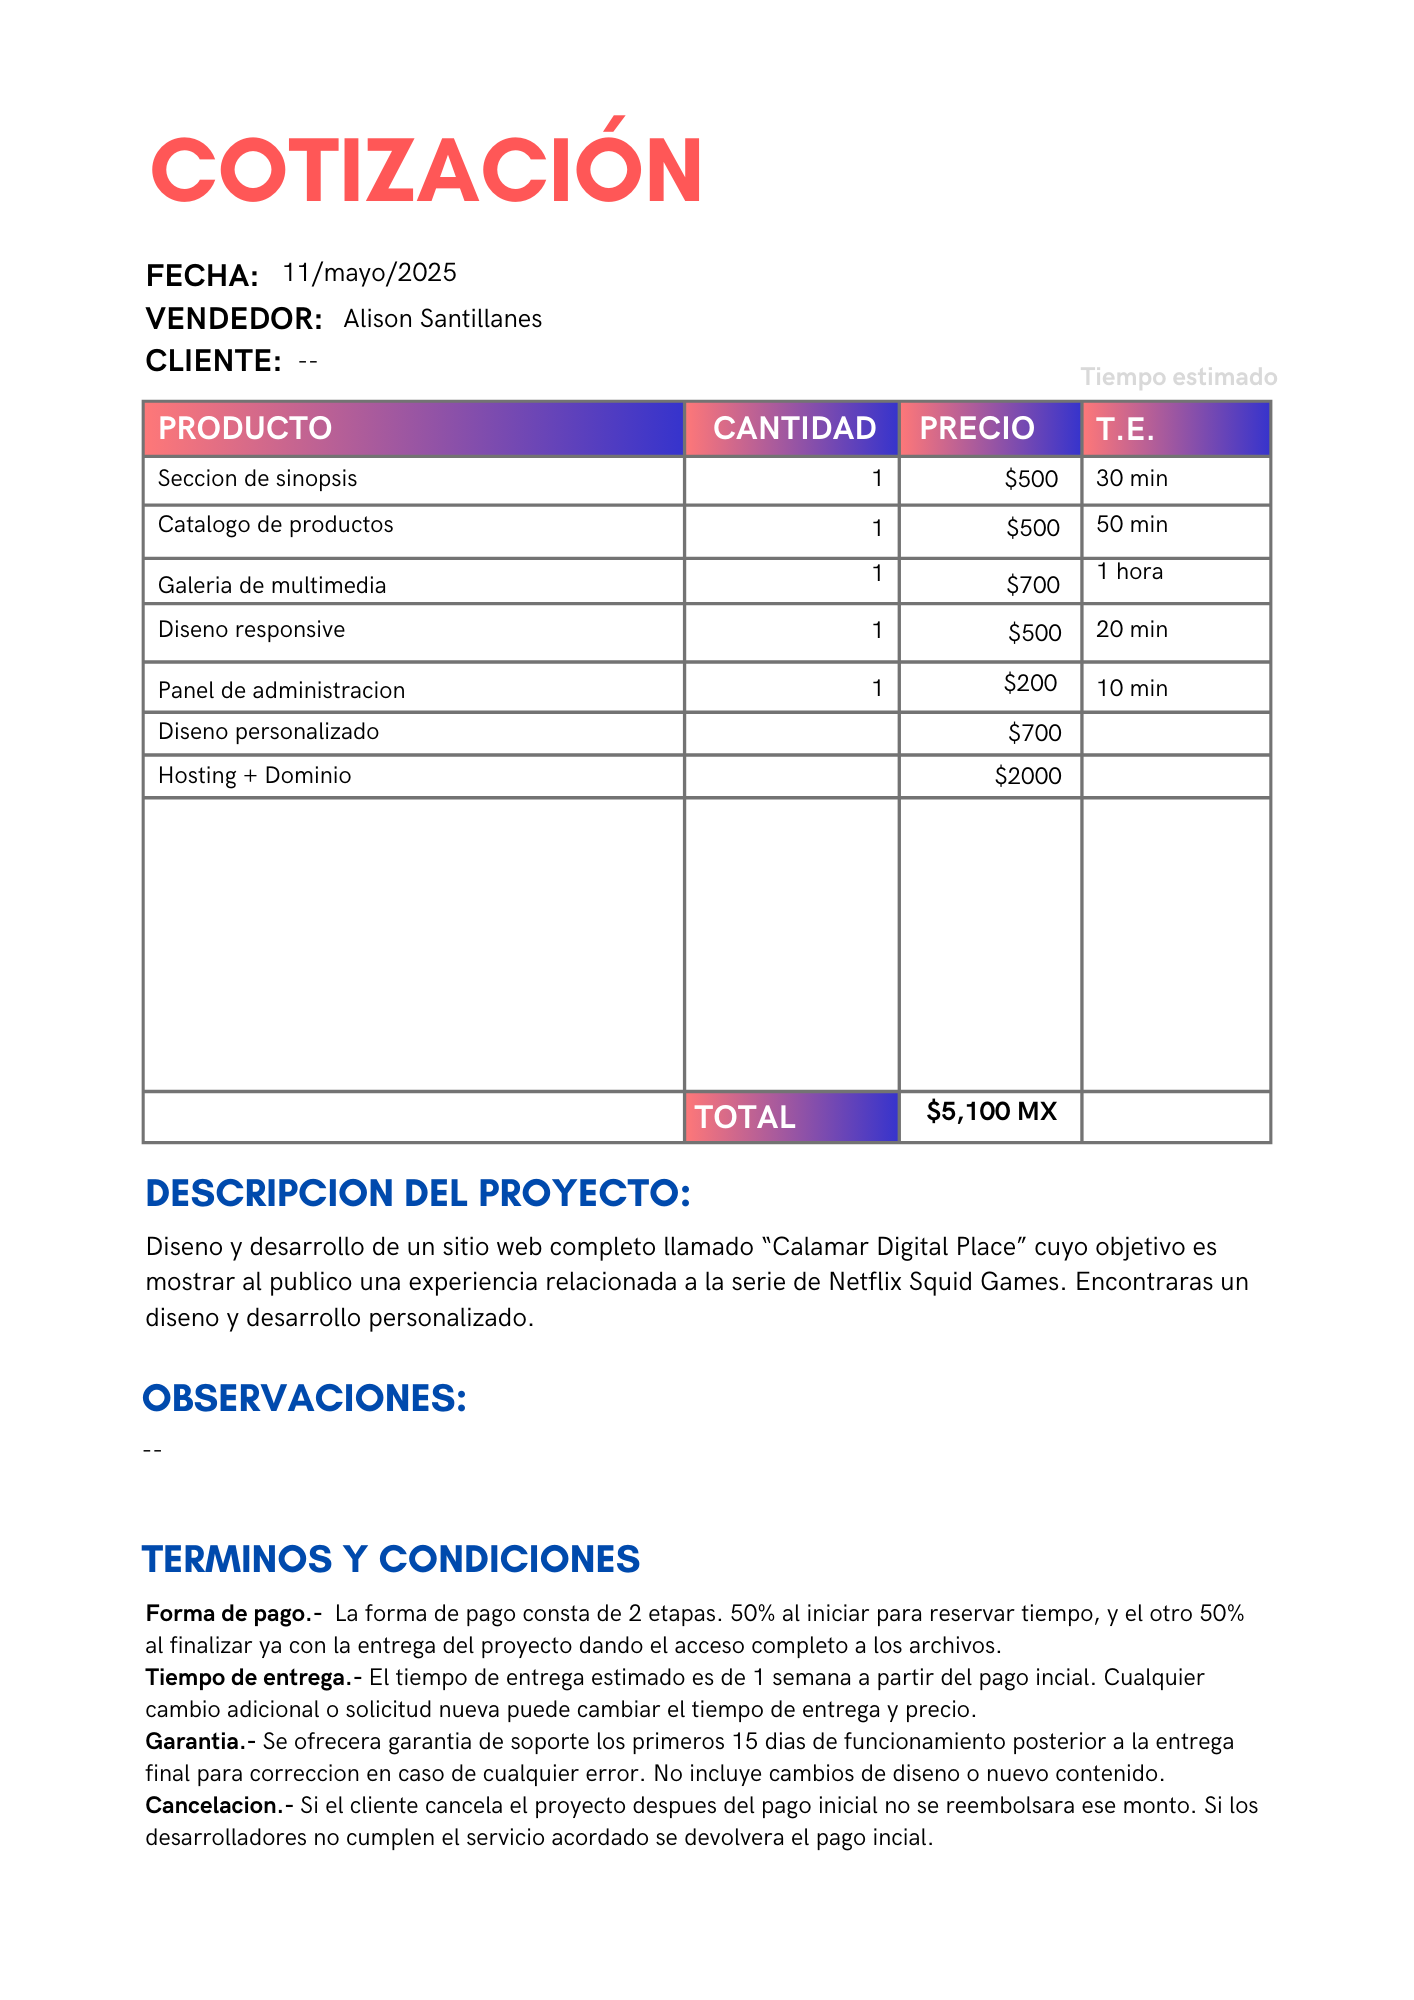 COTIZACIÓN
FECHA: 11/mayo/2025
VENDEDOR: Alison Santillanes
CLIENTE: --
Tiempo estimado
PRODUCTO CANTIDAD PRECIO T.E.
Seccion de sinopsis 1 $500 30 min
Catalogo de productos 1 $500 50 min
Galeria de multimedia 1 $700 1 hora
Diseno responsive 1 $500 20 min
Panel de administracion 1 $200 10 min
Diseno personalizado $700
Hosting + Dominio $2000
TOTAL $5,100 MX
DESCRIPCION DEL PROYECTO:
Diseno y desarrollo de un sitio web completo llamado “Calamar Digital Place” cuyo objetivo es
mostrar al publico una experiencia relacionada a la serie de Netflix Squid Games. Encontraras un
diseno y desarrollo personalizado.
OBSERVACIONES:
--
TERMINOS Y CONDICIONES
Forma de pago.- La forma de pago consta de 2 etapas. 50% al iniciar para reservar tiempo, y el otro 50%
al finalizar ya con la entrega del proyecto dando el acceso completo a los archivos.
Tiempo de entrega.- El tiempo de entrega estimado es de 1 semana a partir del pago incial. Cualquier
cambio adicional o solicitud nueva puede cambiar el tiempo de entrega y precio.
Garantia.- Se ofrecera garantia de soporte los primeros 15 dias de funcionamiento posterior a la entrega
final para correccion en caso de cualquier error. No incluye cambios de diseno o nuevo contenido.
Cancelacion.- Si el cliente cancela el proyecto despues del pago inicial no se reembolsara ese monto. Si los
desarrolladores no cumplen el servicio acordado se devolvera el pago incial.